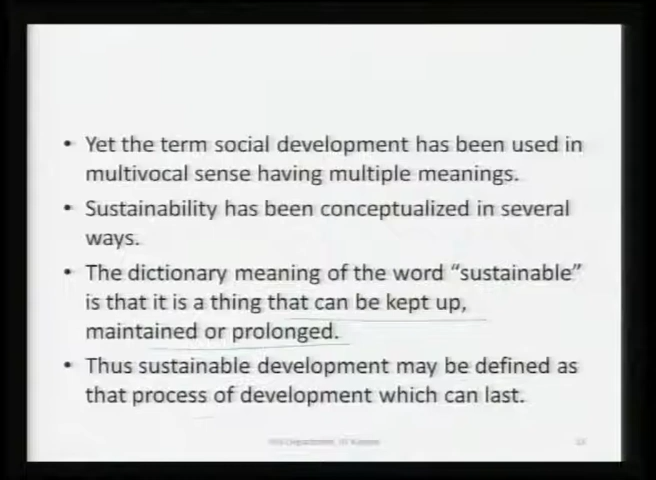 • Yet the term social development has been used in
multivocal sense having multiple meanings.
• Sustainability has been conceptualized in several
ways.
• The dictionary meaning of the word “sustainable”
is that it is a thing that can be kept up,
maintained or prolonged.
• Thus sustainable development may be defined as
that process of development which can last.